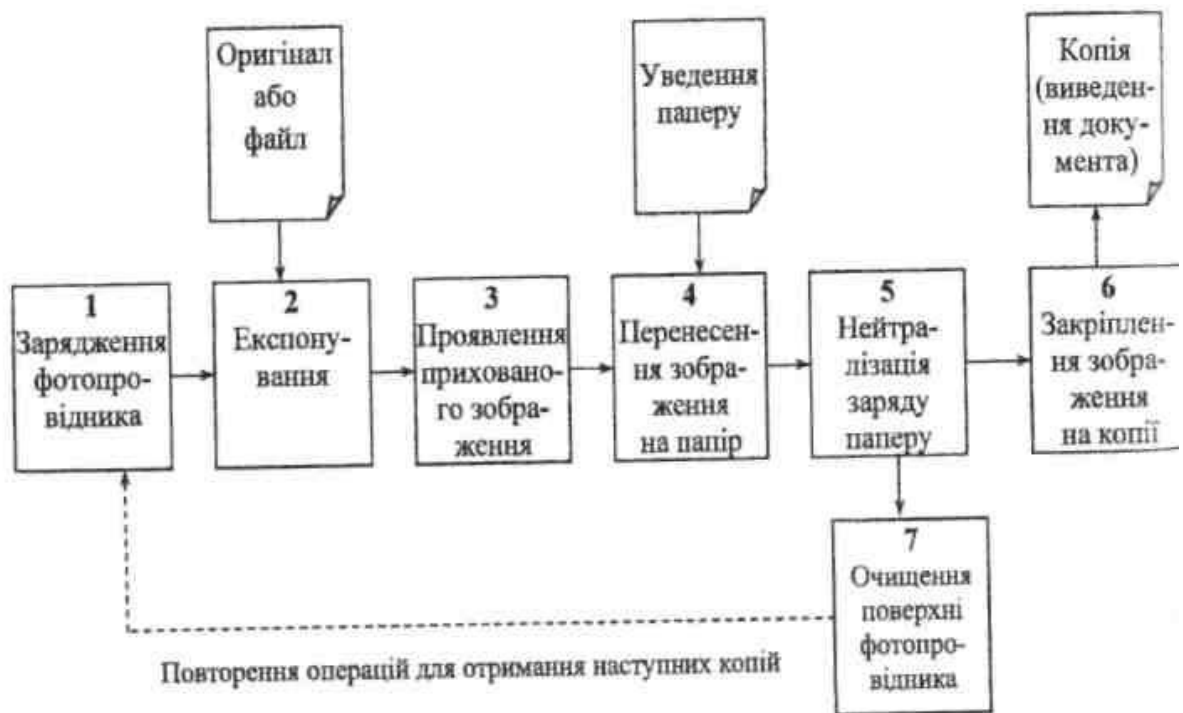 Оригінал
або
файл
Уведення
паперу
Копія
(виведен-
ня доку-
мента)
1
Зарядження
фотопро-
відника
2
Експону-
вання
3
Проявлення
приховано-
го зобра-
ження
4
Перенесен-
ня зобра-
ження
на папір
5
Нейтра-
лізація
заряду
паперу
6
Закріплен-
ня зобра-
ження
на копії
7
Очищення
поверхні
фотопро-
відника
Повторення операцій для отримання наступних копій